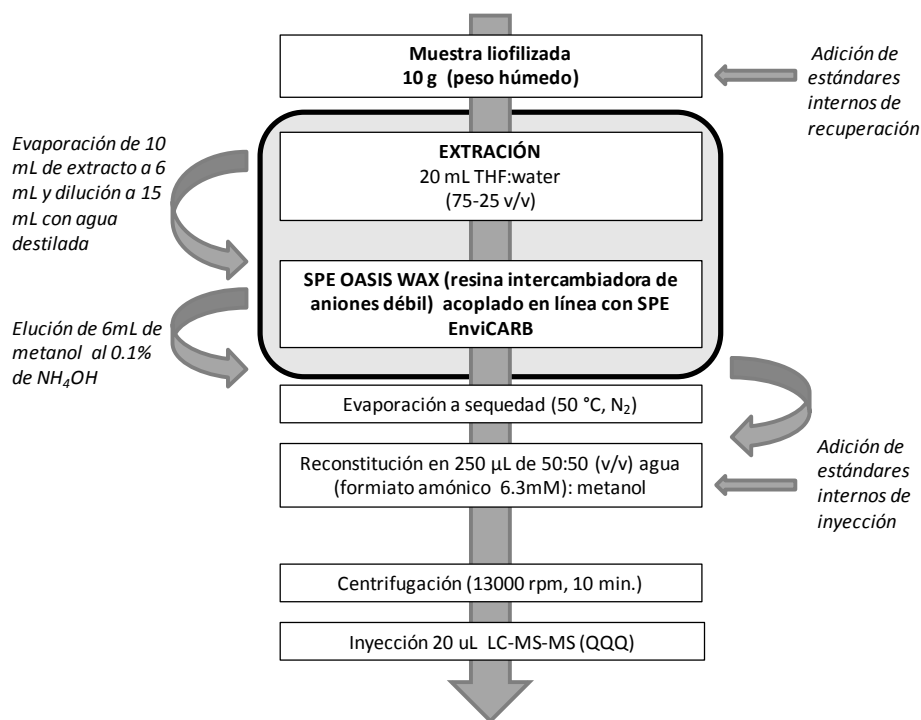 Muestra liofilizada
10 g (peso húmedo)
Adición de
estándares
internos de
recuperación
Evaporación de 10
mL de extracto a 6
mL y dilución a 15
mL con agua
destilada
EXTRACIÓN
20 mL THF:water
(75-25 v/v)
SPE OASIS WAX (resina intercambiadora de
aniones débil) acoplado en línea con SPE
EnviCARB
Elución de 6mL de
metanol al 0.1%
de NH₄OH
Evaporación a sequedad (50 °C, N₂)
Reconstitución en 250 µL de 50:50 (v/v) agua
(formiato amónico 6.3mM): metanol
Adición de
estándares
internos de
inyección
Centrifugación (13000 rpm, 10 min.)
Inyección 20 uL LC-MS-MS (QQQ)